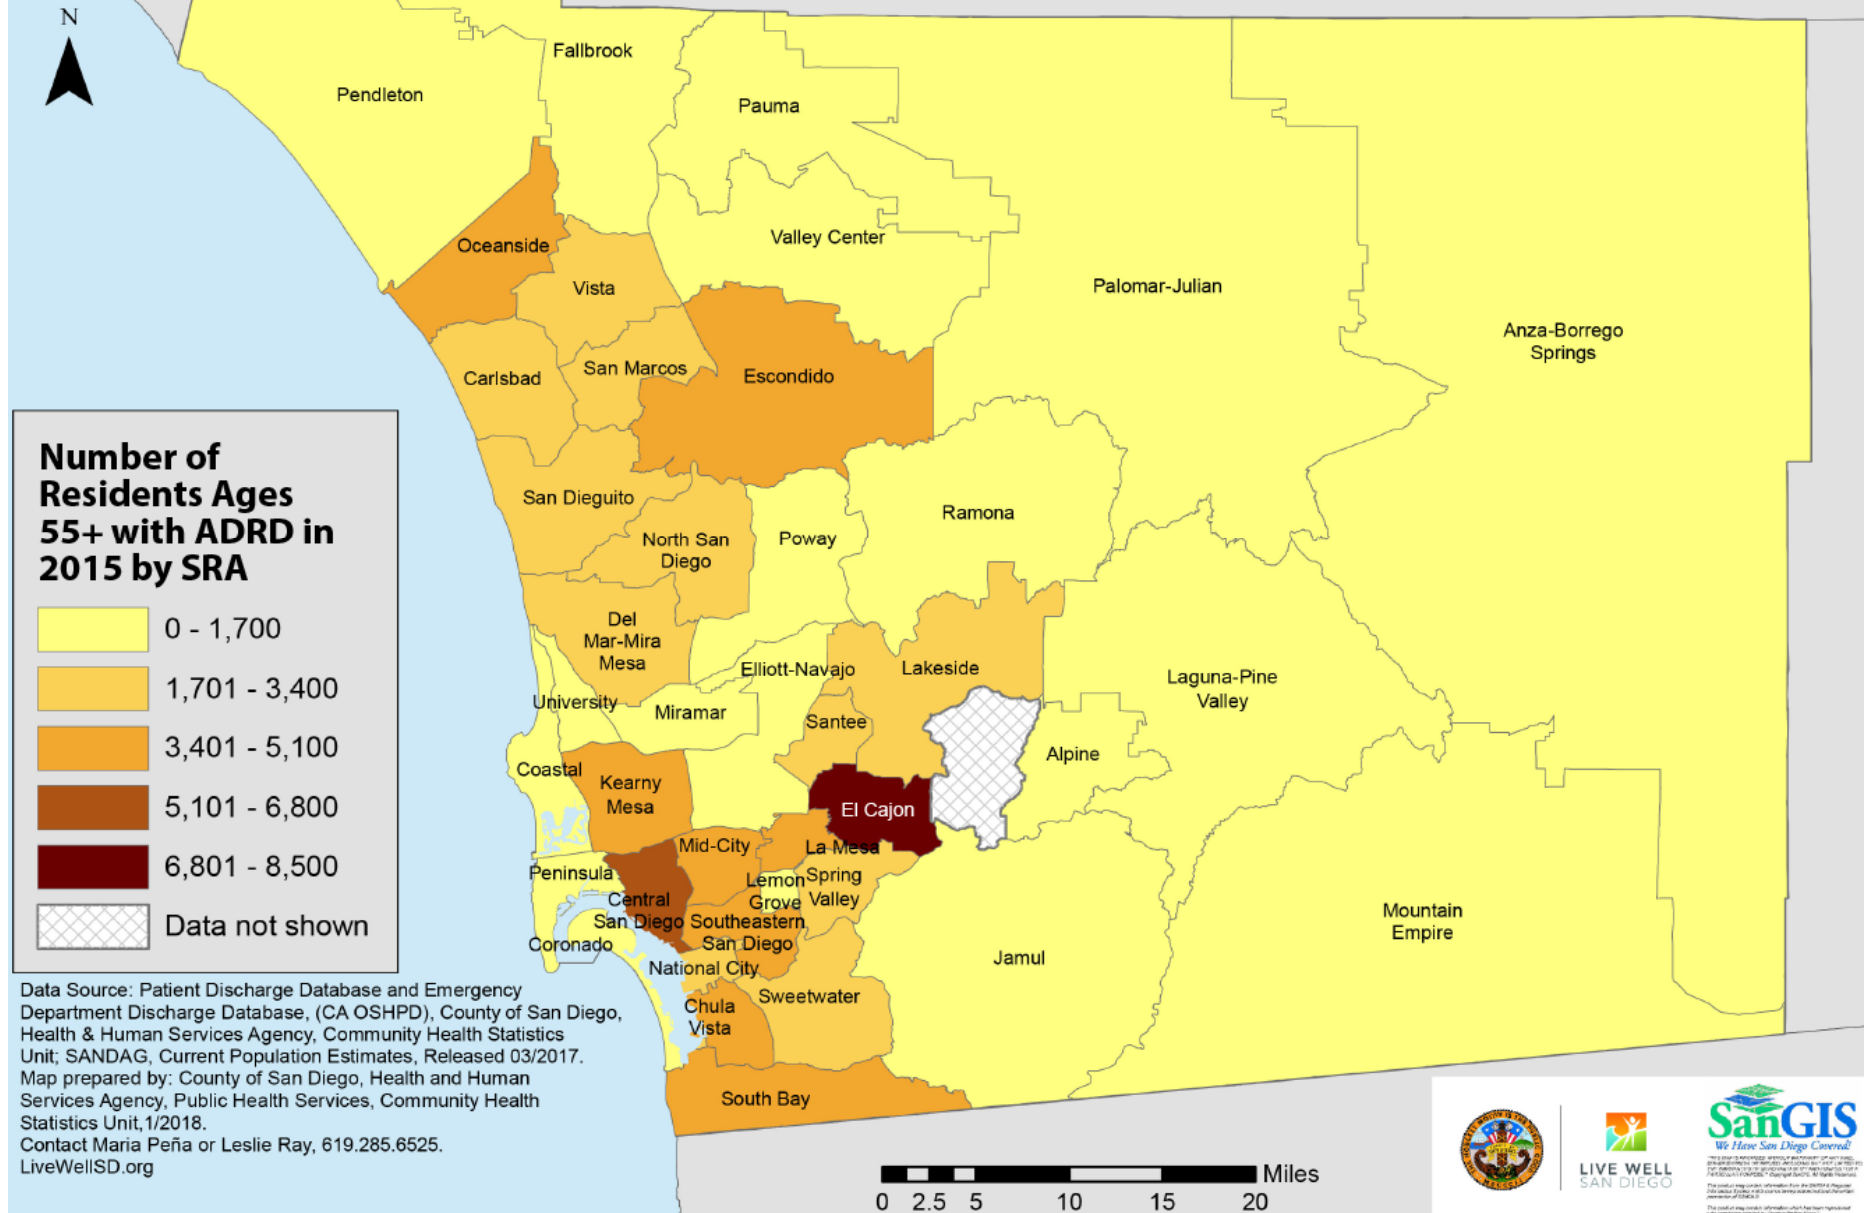 N
Fallbrook
Pendleton
Pauma
Oceanside
Valley Center
Vista
Palomar-Julian
Anza-Borrego
Springs
San Marcos
Carlsbad
Escondido
San Dieguito
Ramona
North San
Diego
Poway
Del
Mar-Mira
Mesa
Elliott-Navajo
Lakeside
Laguna-Pine
Valley
University
Miramar
Santee
Alpine
Coastal
Kearny
Mesa
El Cajon
Mid-City
La Mesa
Peninsula
Lemon
Grove
Spring
Valley
Central
San Diego
Southeastern
San Diego
Mountain
Empire
Coronado
Jamul
National City
Sweetwater
Chula
Vista
South Bay
Number of
Residents Ages
55+ with ADRD in
2015 by SRA
0 - 1,700
1,701 - 3,400
3,401 - 5,100
5,101 - 6,800
6,801 - 8,500
Data not shown
Data Source: Patient Discharge Database and Emergency
Department Discharge Database, (CA OSHPD), County of San Diego,
Health & Human Services Agency, Community Health Statistics
Unit; SANDAG, Current Population Estimates, Released 03/2017.
Map prepared by: County of San Diego, Health and Human
Services Agency, Public Health Services, Community Health
Statistics Unit,1/2018.
Contact Maria Peña or Leslie Ray, 619.285.6525.
LiveWellSD.org
Miles
0 2.5 5 10 15 20
LIVE WELL
SAN DIEGO
SanGIS
We Have San Diego Covered!